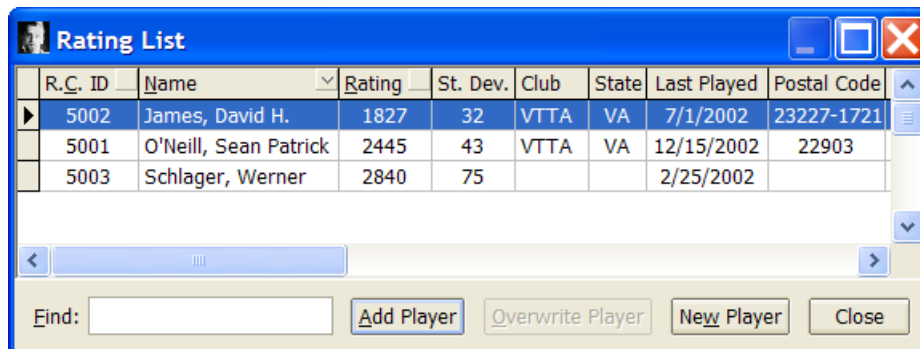 Rating List
R.C. ID Name Rating St. Dev. Club State Last Played Postal Code
5002 James, David H. 1827 32 VTTA VA 7/1/2002 23227-1721
5001 O'Neill, Sean Patrick 2445 43 VTTA VA 12/15/2002 22903
5003 Schlager, Werner 2840 75 2/25/2002
Find: Add Player Overwrite Player New Player Close